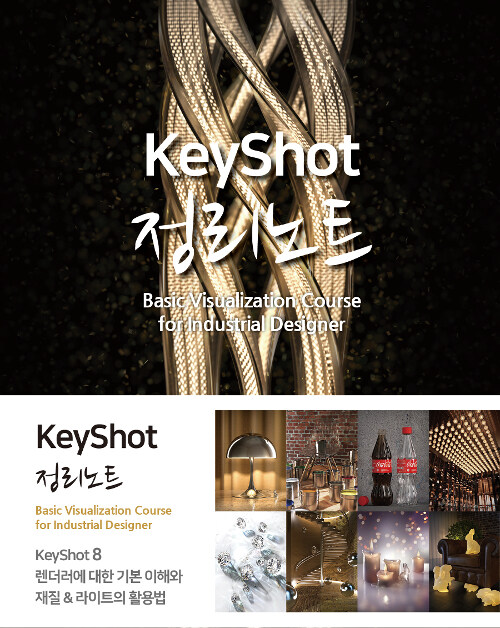 KeyShot
정리노트
Basic Visualization Course
for Industrial Designer
KeyShot
정리노트
Basic Visualization Course
for Industrial Designer
KeyShot 8
렌더러에 대한 기본 이해와
재질 & 라이트의 활용법